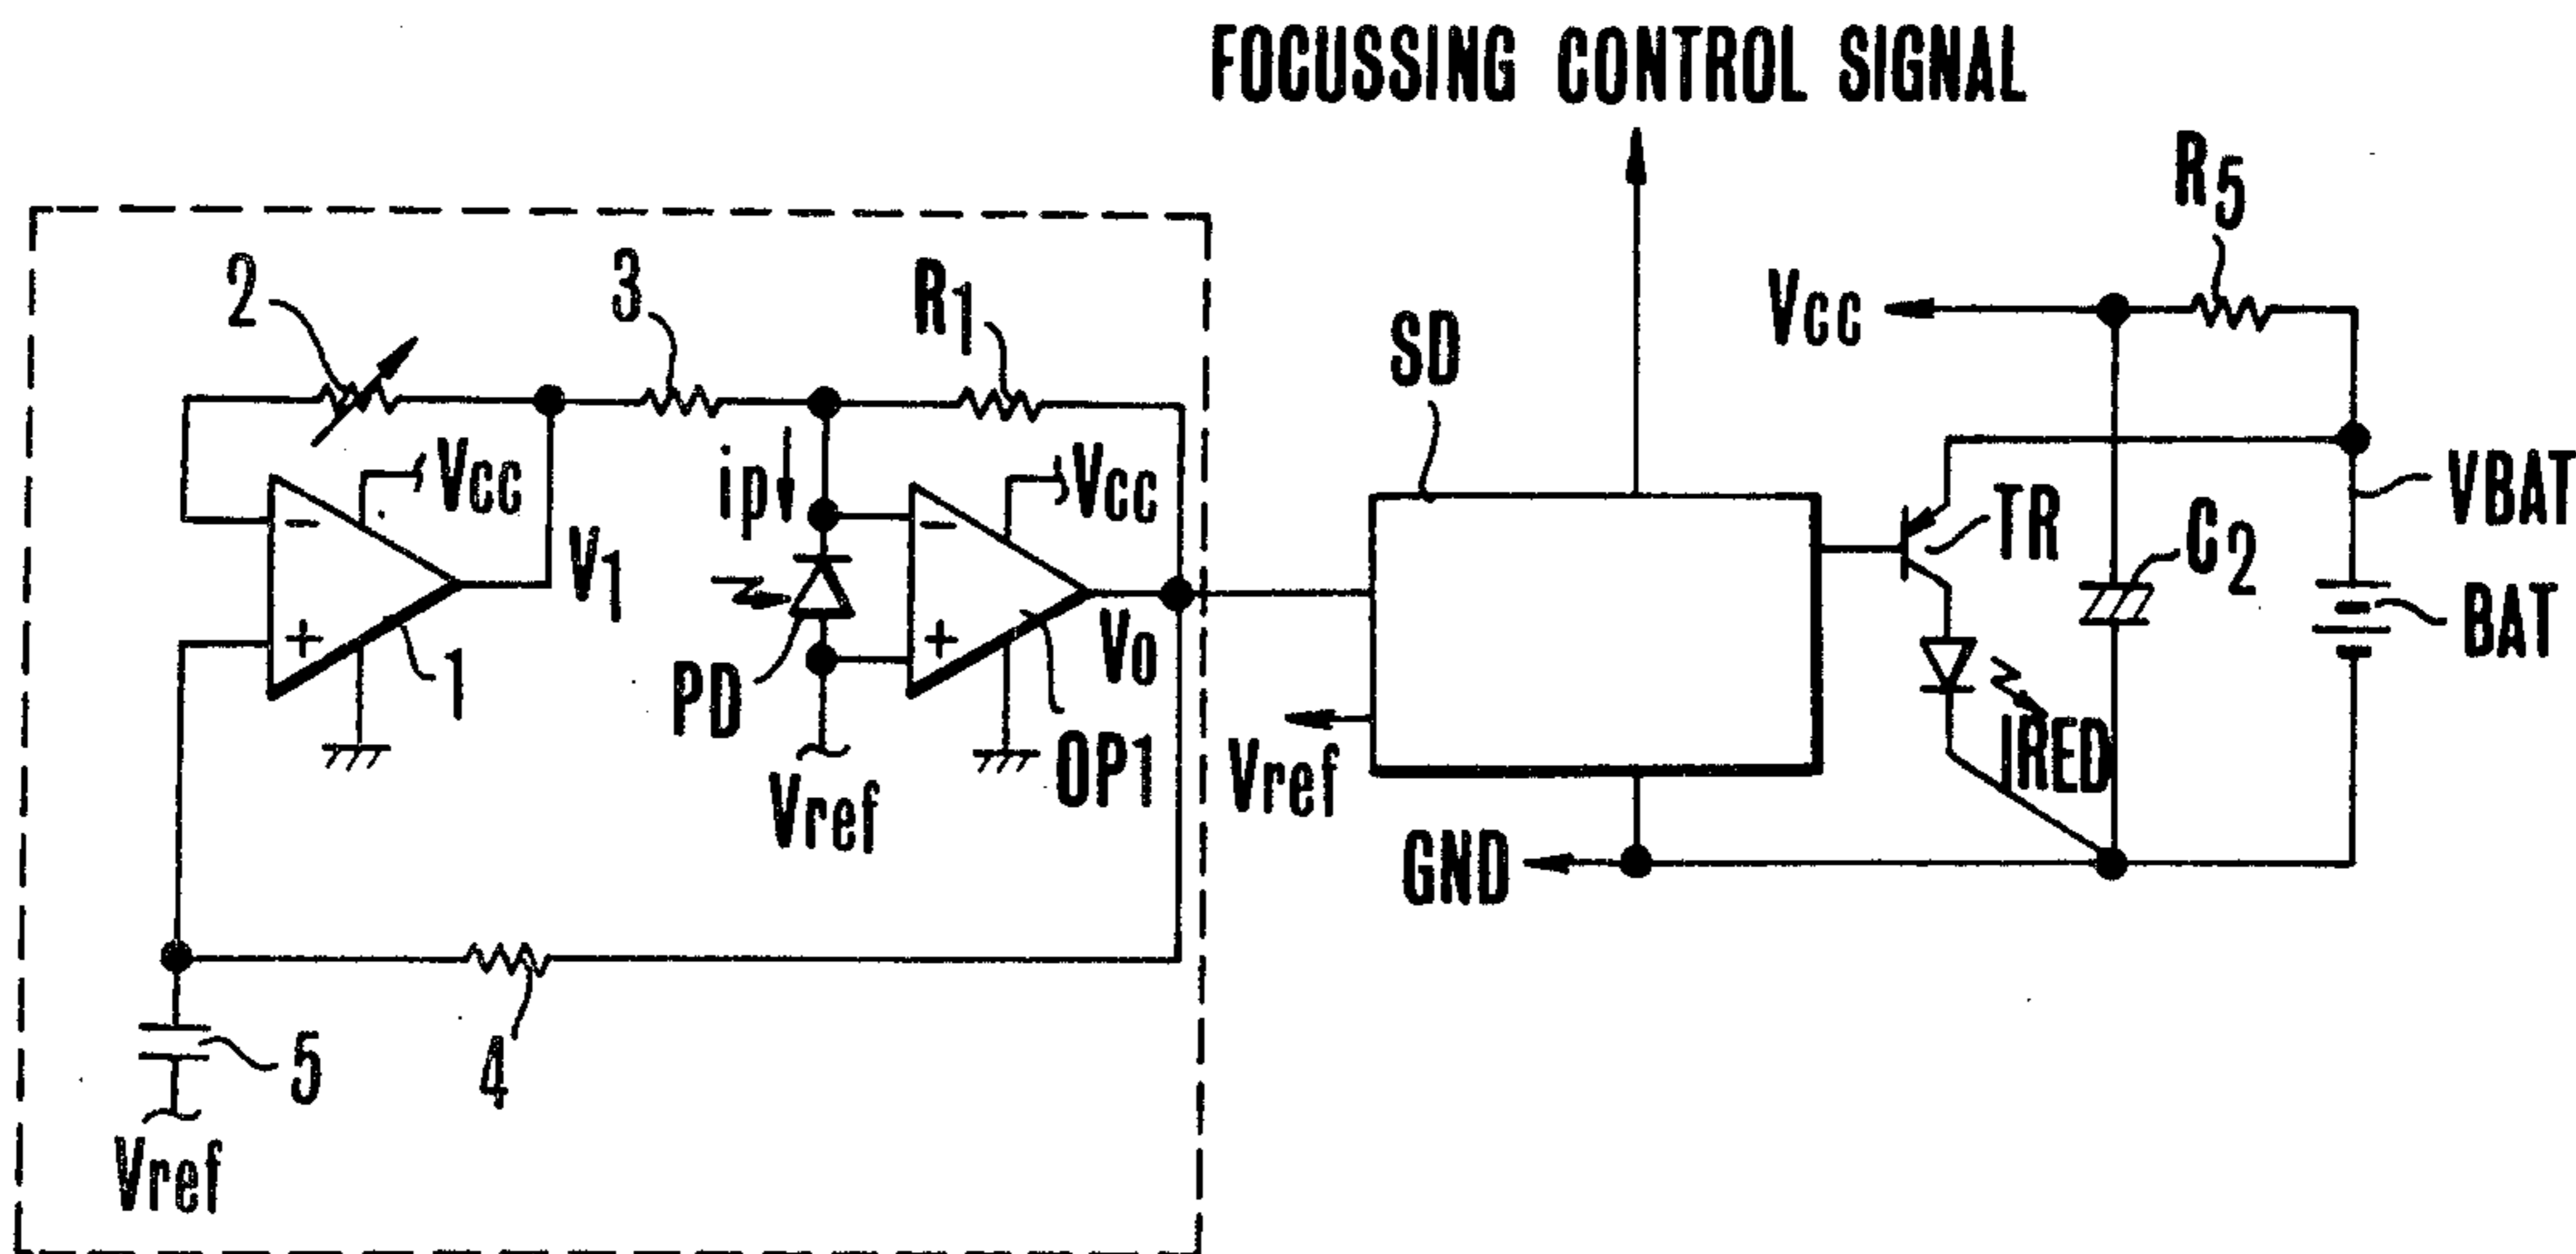 FOCUSSING CONTROL SIGNAL
R5
2
3
R1
Vcc
SD
Vcc
ip
Vcc
VBAT
V1
TR
C2
−
−
+
+
1
PD
V0
BAT
OP1
Vref
Vref
IRED
GND
5
4
Vref